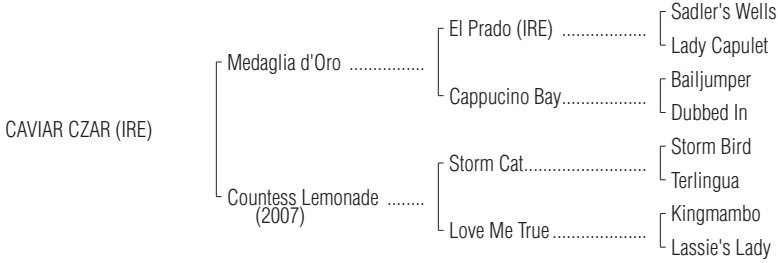 Sadler's Wells
El Prado (IRE) ..................
Lady Capulet
Medaglia d'Oro ................
Bailjumper
Cappucino Bay..................
Dubbed In
CAVIAR CZAR (IRE)
Storm Bird
Storm Cat..........................
Terlingua
Countess Lemonade ........
(2007)
Kingmambo
Love Me True ....................
Lassie's Lady